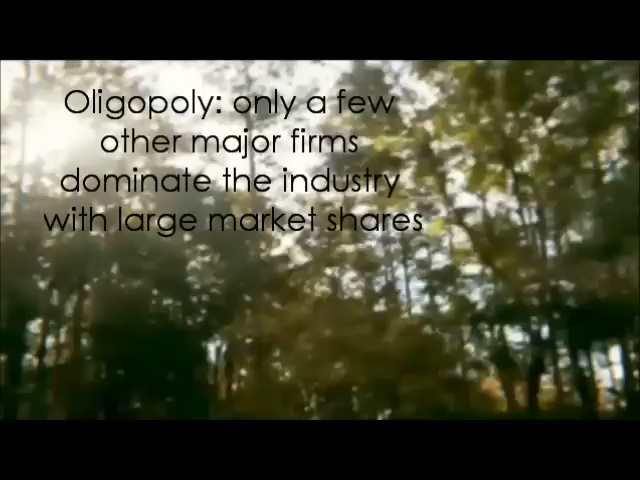 Oligopoly: only a few
other major firms
dominate the industry
with large market shares